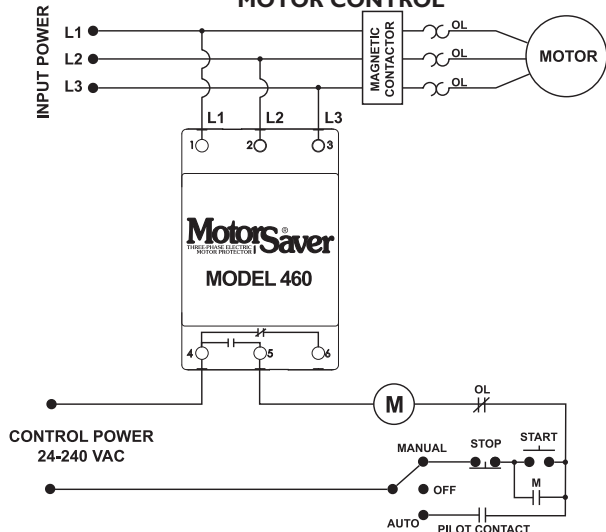 MOTOR CONTROL
INPUT POWER
L1
L2
L3
MAGNETIC
CONTACTOR
OL
OL
OL
MOTOR
L1
L2
L3
1
2
3
MotorSaver®
THREE-PHASE ELECTRIC
MOTOR PROTECTOR
MODEL 460
4
5
6
M
OL
CONTROL POWER
24-240 VAC
MANUAL
STOP
START
M
OFF
AUTO
PILOT CONTACT